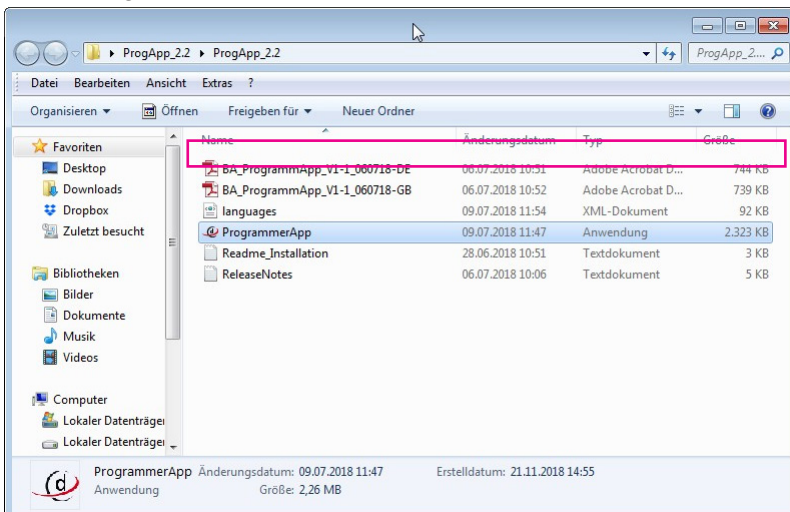 ProgApp_2.2 ▸ ProgApp_2.2
ProgApp_2....
Datei Bearbeiten Ansicht Extras ?
Organisieren Öffnen Freigeben für Neuer Ordner
Name Änderungsdatum Typ Größe
Favoriten
Desktop
Downloads
Dropbox
Zuletzt besucht
Bibliotheken
Bilder
Dokumente
Musik
Videos
Computer
Lokaler Datenträger
Lokaler Datenträger
BA_ProgrammApp_V1-1_060718-DE 06.07.2018 10:51 Adobe Acrobat D... 744 KB
BA_ProgrammApp_V1-1_060718-GB 06.07.2018 10:52 Adobe Acrobat D... 739 KB
languages 09.07.2018 11:54 XML-Dokument 92 KB
ProgrammerApp 09.07.2018 11:47 Anwendung 2.323 KB
Readme_Installation 28.06.2018 10:51 Textdokument 3 KB
ReleaseNotes 06.07.2018 10:06 Textdokument 5 KB
ProgrammerApp Änderungsdatum: 09.07.2018 11:47 Erstelldatum: 21.11.2018 14:55
Anwendung Größe: 2,26 MB